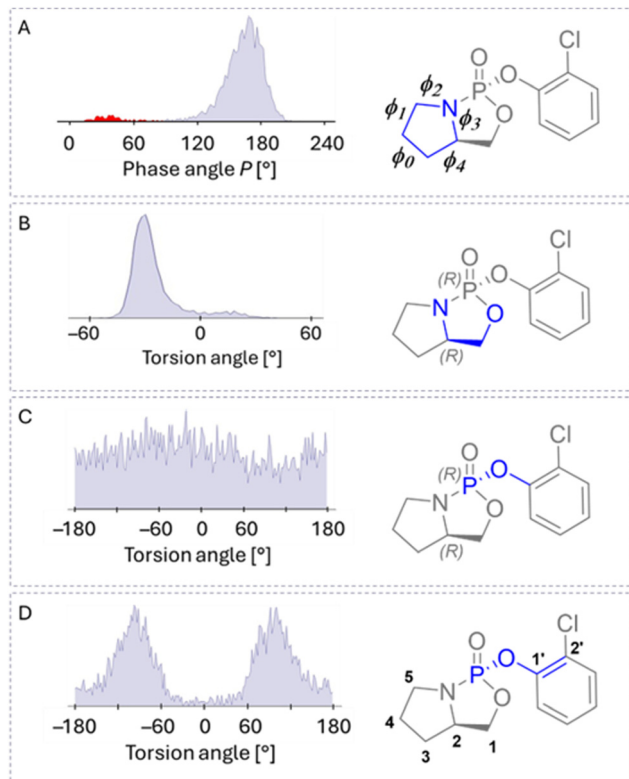 A
0 60 120 180 240
Phase angle P [°]
ϕ2
ϕ1
ϕ3
ϕ0
ϕ4
O
P
O
N
O
Cl
B
−60 0 60
Torsion angle [°]
O
(R)
P
O
N
O
(R)
Cl
C
−180 −60 0 60 180
Torsion angle [°]
O
(R)
P
O
N
O
(R)
Cl
D
−180 −60 0 60 180
Torsion angle [°]
O
P
O
1'
2'
Cl
5
N
O
4
3
2
1